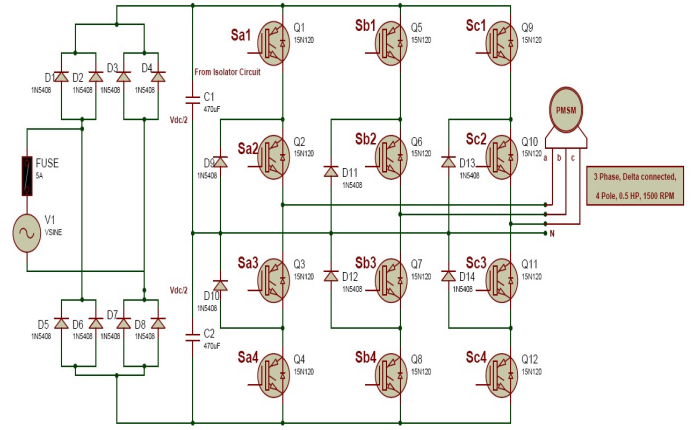 Sa1
Q1
15N120
Sb1
Q5
15N120
Sc1
Q9
15N120
D1
1N5408
D2
D3
1N5408
D4
1N5408
From Isolator Circuit
C1
470uF
Vdc/2
PMSM
a b c
FUSE
5A
V1
VSINE
Sa2
Q2
15N120
D9
1N5408
Sb2
Q6
15N120
D11
1N5408
Sc2
Q10
15N120
D13
1N5408
3 Phase, Delta connected,
4 Pole, 0.5 HP, 1500 RPM
N
Vdc/2
Sa3
Q3
15N120
D10
1N5408
Sb3
Q7
15N120
D12
1N5408
Sc3
Q11
15N120
D14
1N5408
D5
1N5408
D6
1N5408
D7
D8
1N5408
C2
470uF
Sa4
Q4
15N120
Sb4
Q8
15N120
Sc4
Q12
15N120